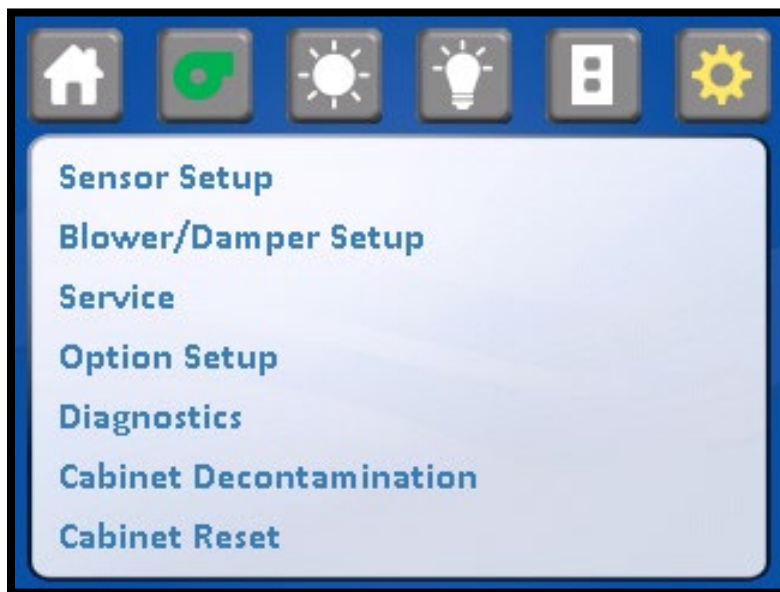 Sensor Setup
Blower/Damper Setup
Service
Option Setup
Diagnostics
Cabinet Decontamination
Cabinet Reset